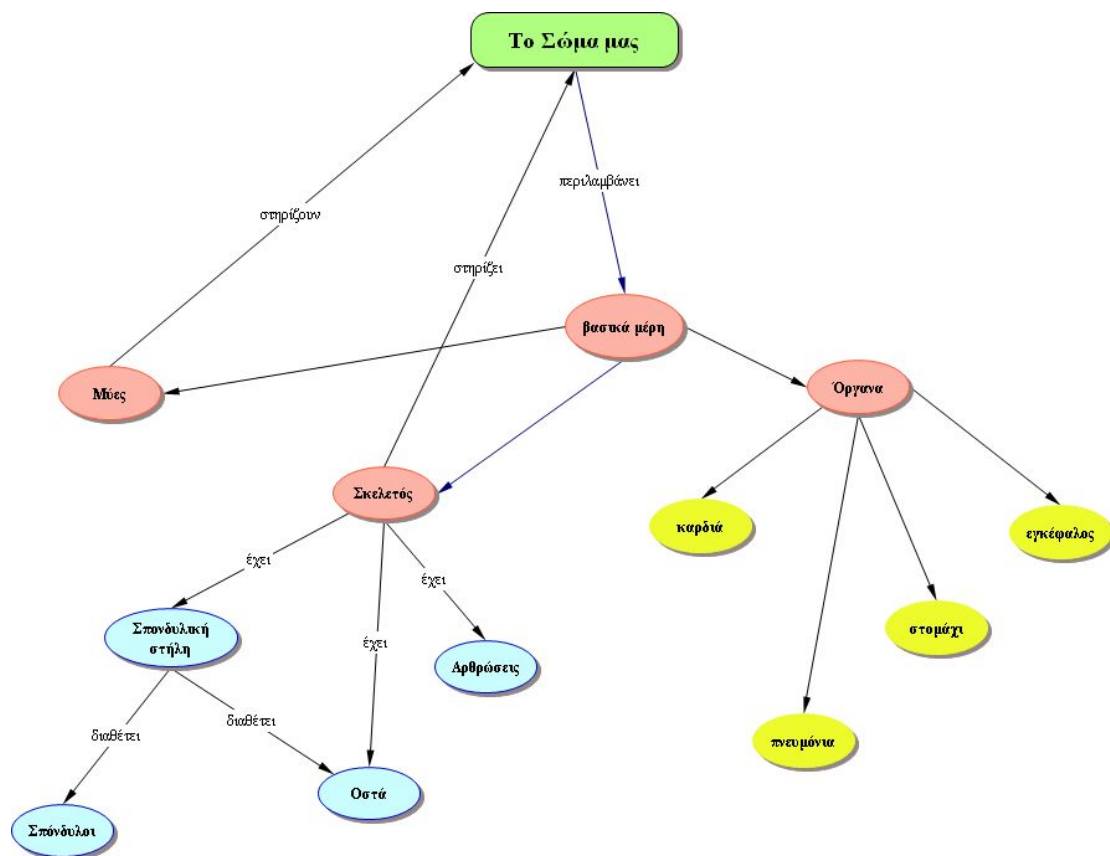 Το Σώμα μας
περιλαμβάνει
στηρίζουν
στηρίζει
βασικά μέρη
Μύες
Όργανα
Σκελετός
καρδιά
εγκέφαλος
έχει
έχει
έχει
Σπονδυλική
στήλη
Αρθρώσεις
στομάχι
διαθέτει
διαθέτει
πνευμόνια
Οστά
Σπόνδυλοι